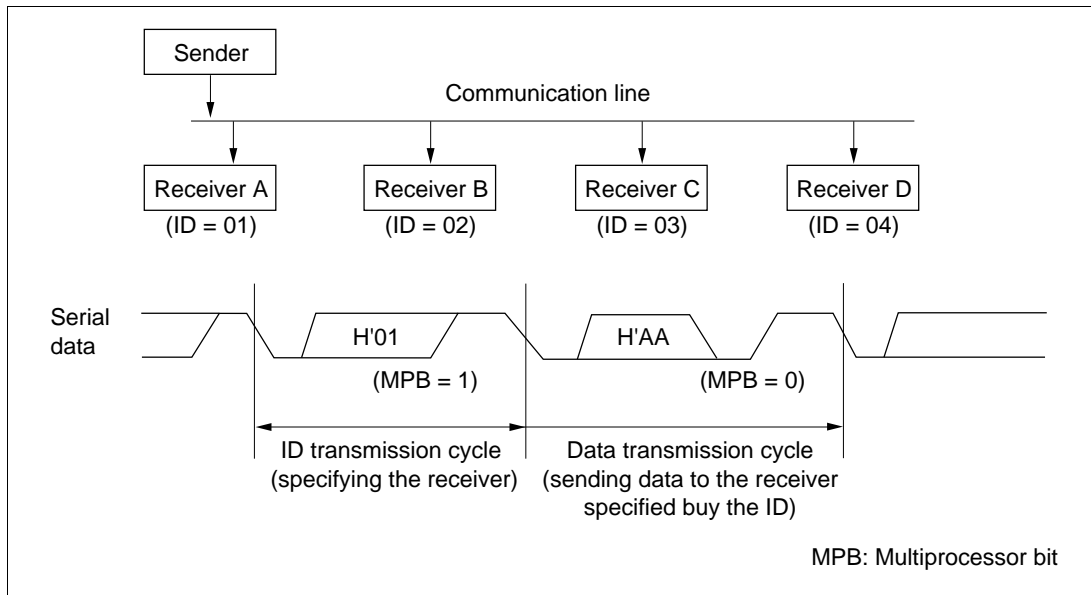 Sender
Communication line
Receiver A
Receiver B
Receiver C
Receiver D
(ID = 01)
(ID = 02)
(ID = 03)
(ID = 04)
Serial
data
H'01
H'AA
(MPB = 1)
(MPB = 0)
ID transmission cycle
(specifying the receiver)
Data transmission cycle
(sending data to the receiver
specified buy the ID)
MPB: Multiprocessor bit